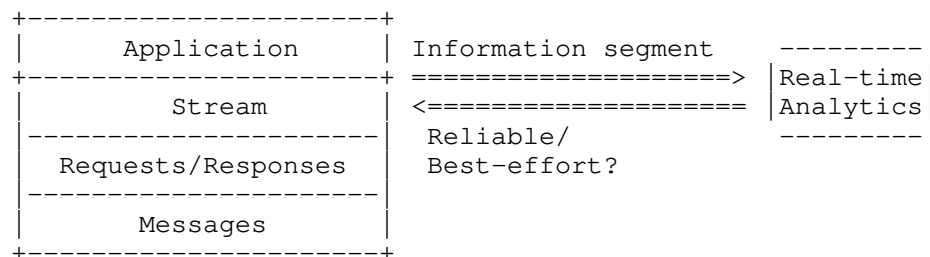 +----------------------+
|      Application     | Information segment    ---------
+----------------------+ ====================> |Real-time
|         Stream       | <==================== |Analytics
|----------------------|  Reliable/             ---------
|  Requests/Responses  |  Best-effort?
|----------------------|
|       Messages       |
+----------------------+